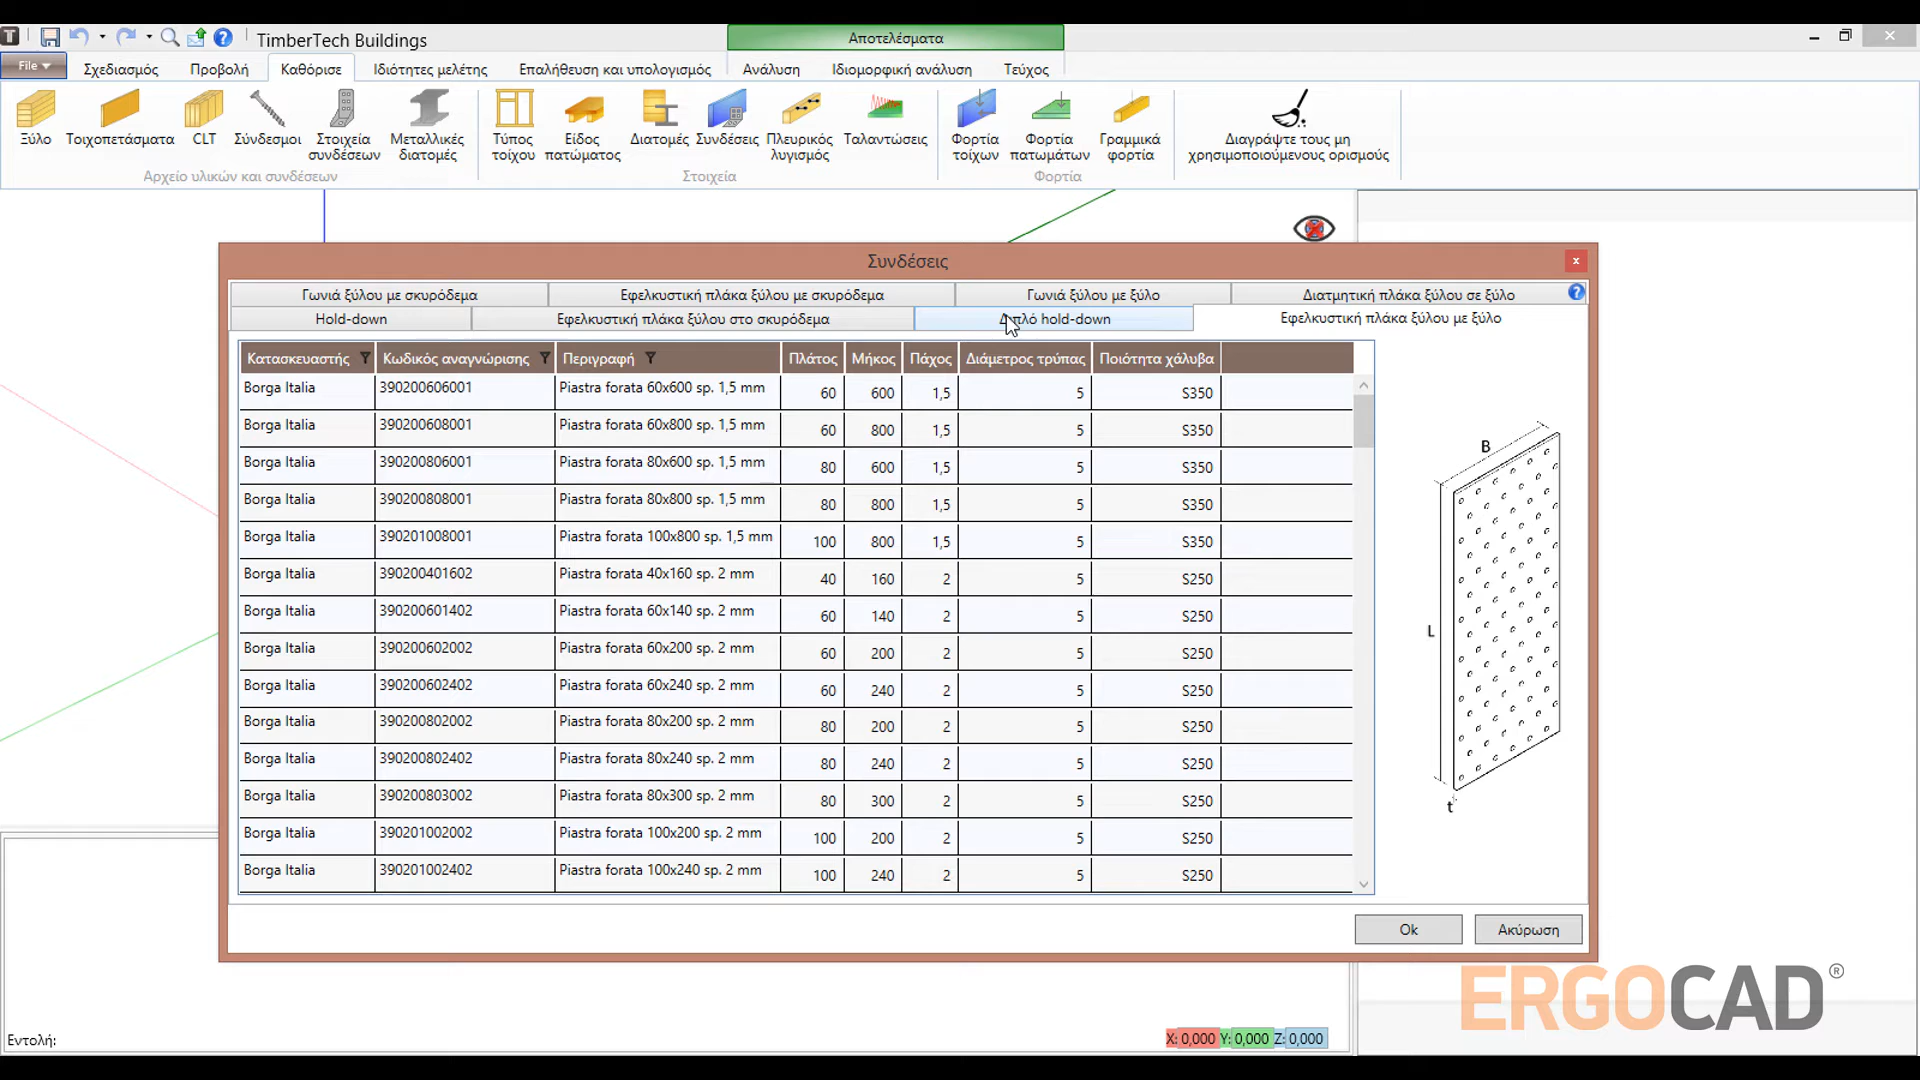 TimberTech Buildings
Αποτελέσματα
File Σχεδιασμός Προβολή Καθόρισε Ιδιότητες μελέτης Επαλήθευση και υπολογισμός Ανάλυση Ιδιομορφική ανάλυση Τεύχος
Ξύλο Τοιχοπετάσματα CLT Σύνδεσμοι Στοιχεία συνδέσεων Μεταλλικές διατομές Τύπος τοίχου Είδος πατώματος Διατομές Συνδέσεις Πλευρικός λυγισμός Ταλαντώσεις Φορτία τοίχων Φορτία πατωμάτων Γραμμικά φορτία Διαγράψτε τους μη χρησιμοποιούμενους ορισμούς
Αρχείο υλικών και συνδέσεων Στοιχεία Φορτία
Συνδέσεις
Γωνιά ξύλου με σκυρόδεμα Εφελκυστική πλάκα ξύλου με σκυρόδεμα Γωνιά ξύλου με ξύλο Διατμητική πλάκα ξύλου σε ξύλο
Hold-down Εφελκυστική πλάκα ξύλου στο σκυρόδεμα Διπλό hold-down Εφελκυστική πλάκα ξύλου με ξύλο
Κατασκευαστής Κωδικός αναγνώρισης Περιγραφή Πλάτος Μήκος Πάχος Διάμετρος τρύπας Ποιότητα χάλυβα
Borga Italia 390200606001 Piastra forata 60x600 sp. 1,5 mm 60 600 1,5 5 S350
Borga Italia 390200608001 Piastra forata 60x800 sp. 1,5 mm 60 800 1,5 5 S350
Borga Italia 390200806001 Piastra forata 80x600 sp. 1,5 mm 80 600 1,5 5 S350
Borga Italia 390200808001 Piastra forata 80x800 sp. 1,5 mm 80 800 1,5 5 S350
Borga Italia 390201008001 Piastra forata 100x800 sp. 1,5 mm 100 800 1,5 5 S350
Borga Italia 390200401602 Piastra forata 40x160 sp. 2 mm 40 160 2 5 S250
Borga Italia 390200601402 Piastra forata 60x140 sp. 2 mm 60 140 2 5 S250
Borga Italia 390200602002 Piastra forata 60x200 sp. 2 mm 60 200 2 5 S250
Borga Italia 390200602402 Piastra forata 60x240 sp. 2 mm 60 240 2 5 S250
Borga Italia 390200802002 Piastra forata 80x200 sp. 2 mm 80 200 2 5 S250
Borga Italia 390200802402 Piastra forata 80x240 sp. 2 mm 80 240 2 5 S250
Borga Italia 390200803002 Piastra forata 80x300 sp. 2 mm 80 300 2 5 S250
Borga Italia 390201002002 Piastra forata 100x200 sp. 2 mm 100 200 2 5 S250
Borga Italia 390201002402 Piastra forata 100x240 sp. 2 mm 100 240 2 5 S250
B
L
t
Ok Ακύρωση
ERGOCAD®
Εντολή:
X: 0,000 Y: 0,000 Z: 0,000